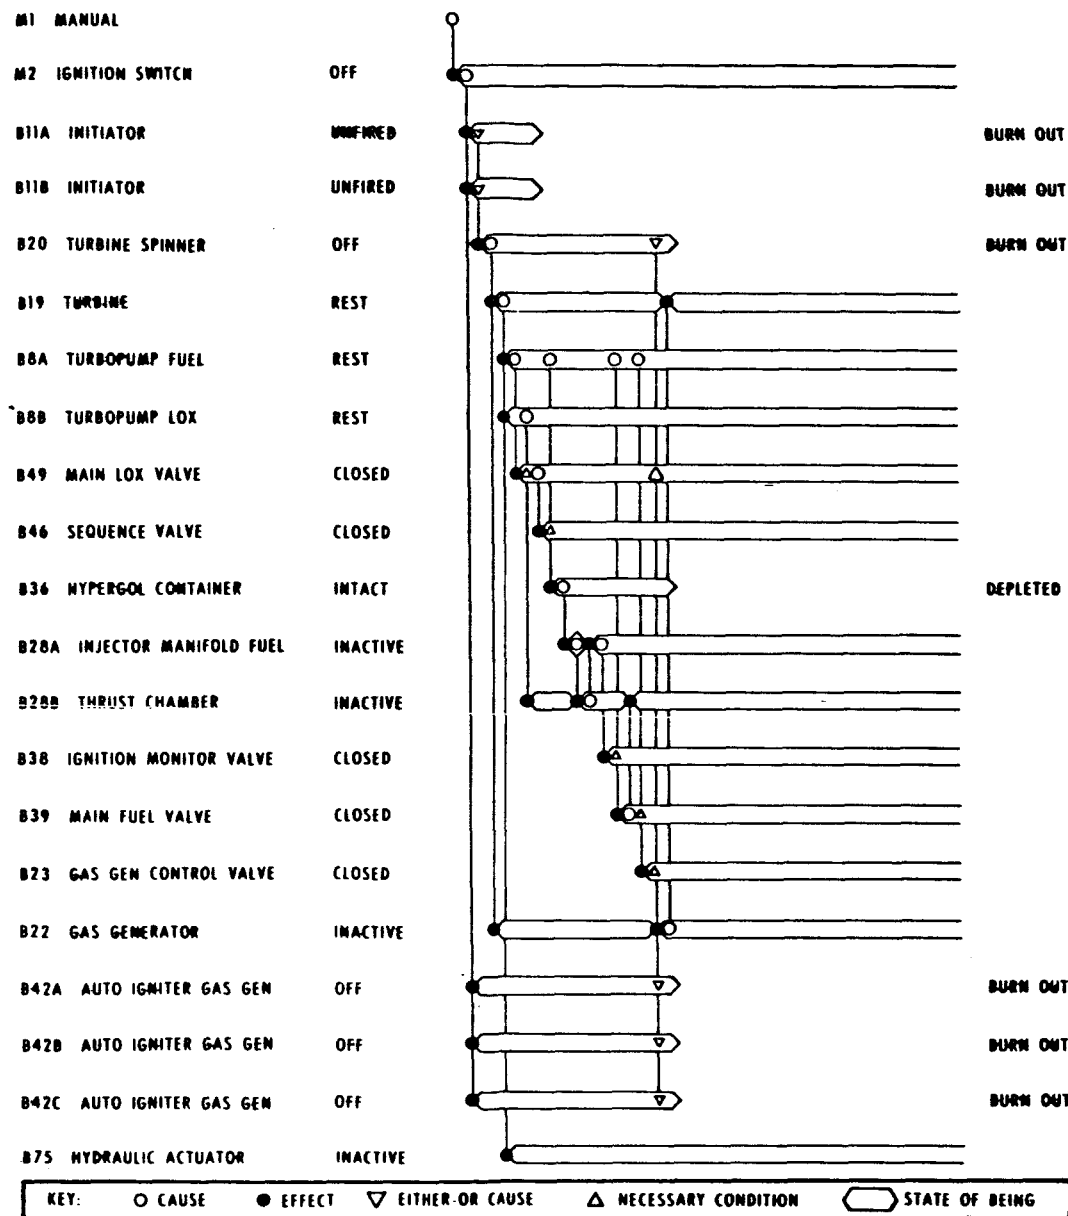 M1 MANUAL
M2 IGNITION SWITCH OFF
B11A INITIATOR UNFIRED BURN OUT
B11B INITIATOR UNFIRED BURN OUT
B20 TURBINE SPINNER OFF BURN OUT
B19 TURBINE REST
B8A TURBOPUMP FUEL REST
B8B TURBOPUMP LOX REST
B49 MAIN LOX VALVE CLOSED
B46 SEQUENCE VALVE CLOSED
B36 HYPERGOL CONTAINER INTACT DEPLETED
B28A INJECTOR MANIFOLD FUEL INACTIVE
B28B THRUST CHAMBER INACTIVE
B38 IGNITION MONITOR VALVE CLOSED
B39 MAIN FUEL VALVE CLOSED
B23 GAS GEN CONTROL VALVE CLOSED
B22 GAS GENERATOR INACTIVE
B42A AUTO IGNITER GAS GEN OFF BURN OUT
B42B AUTO IGNITER GAS GEN OFF BURN OUT
B42C AUTO IGNITER GAS GEN OFF BURN OUT
B75 HYDRAULIC ACTUATOR INACTIVE
KEY: CAUSE EFFECT EITHER-OR CAUSE NECESSARY CONDITION STATE OF BEING